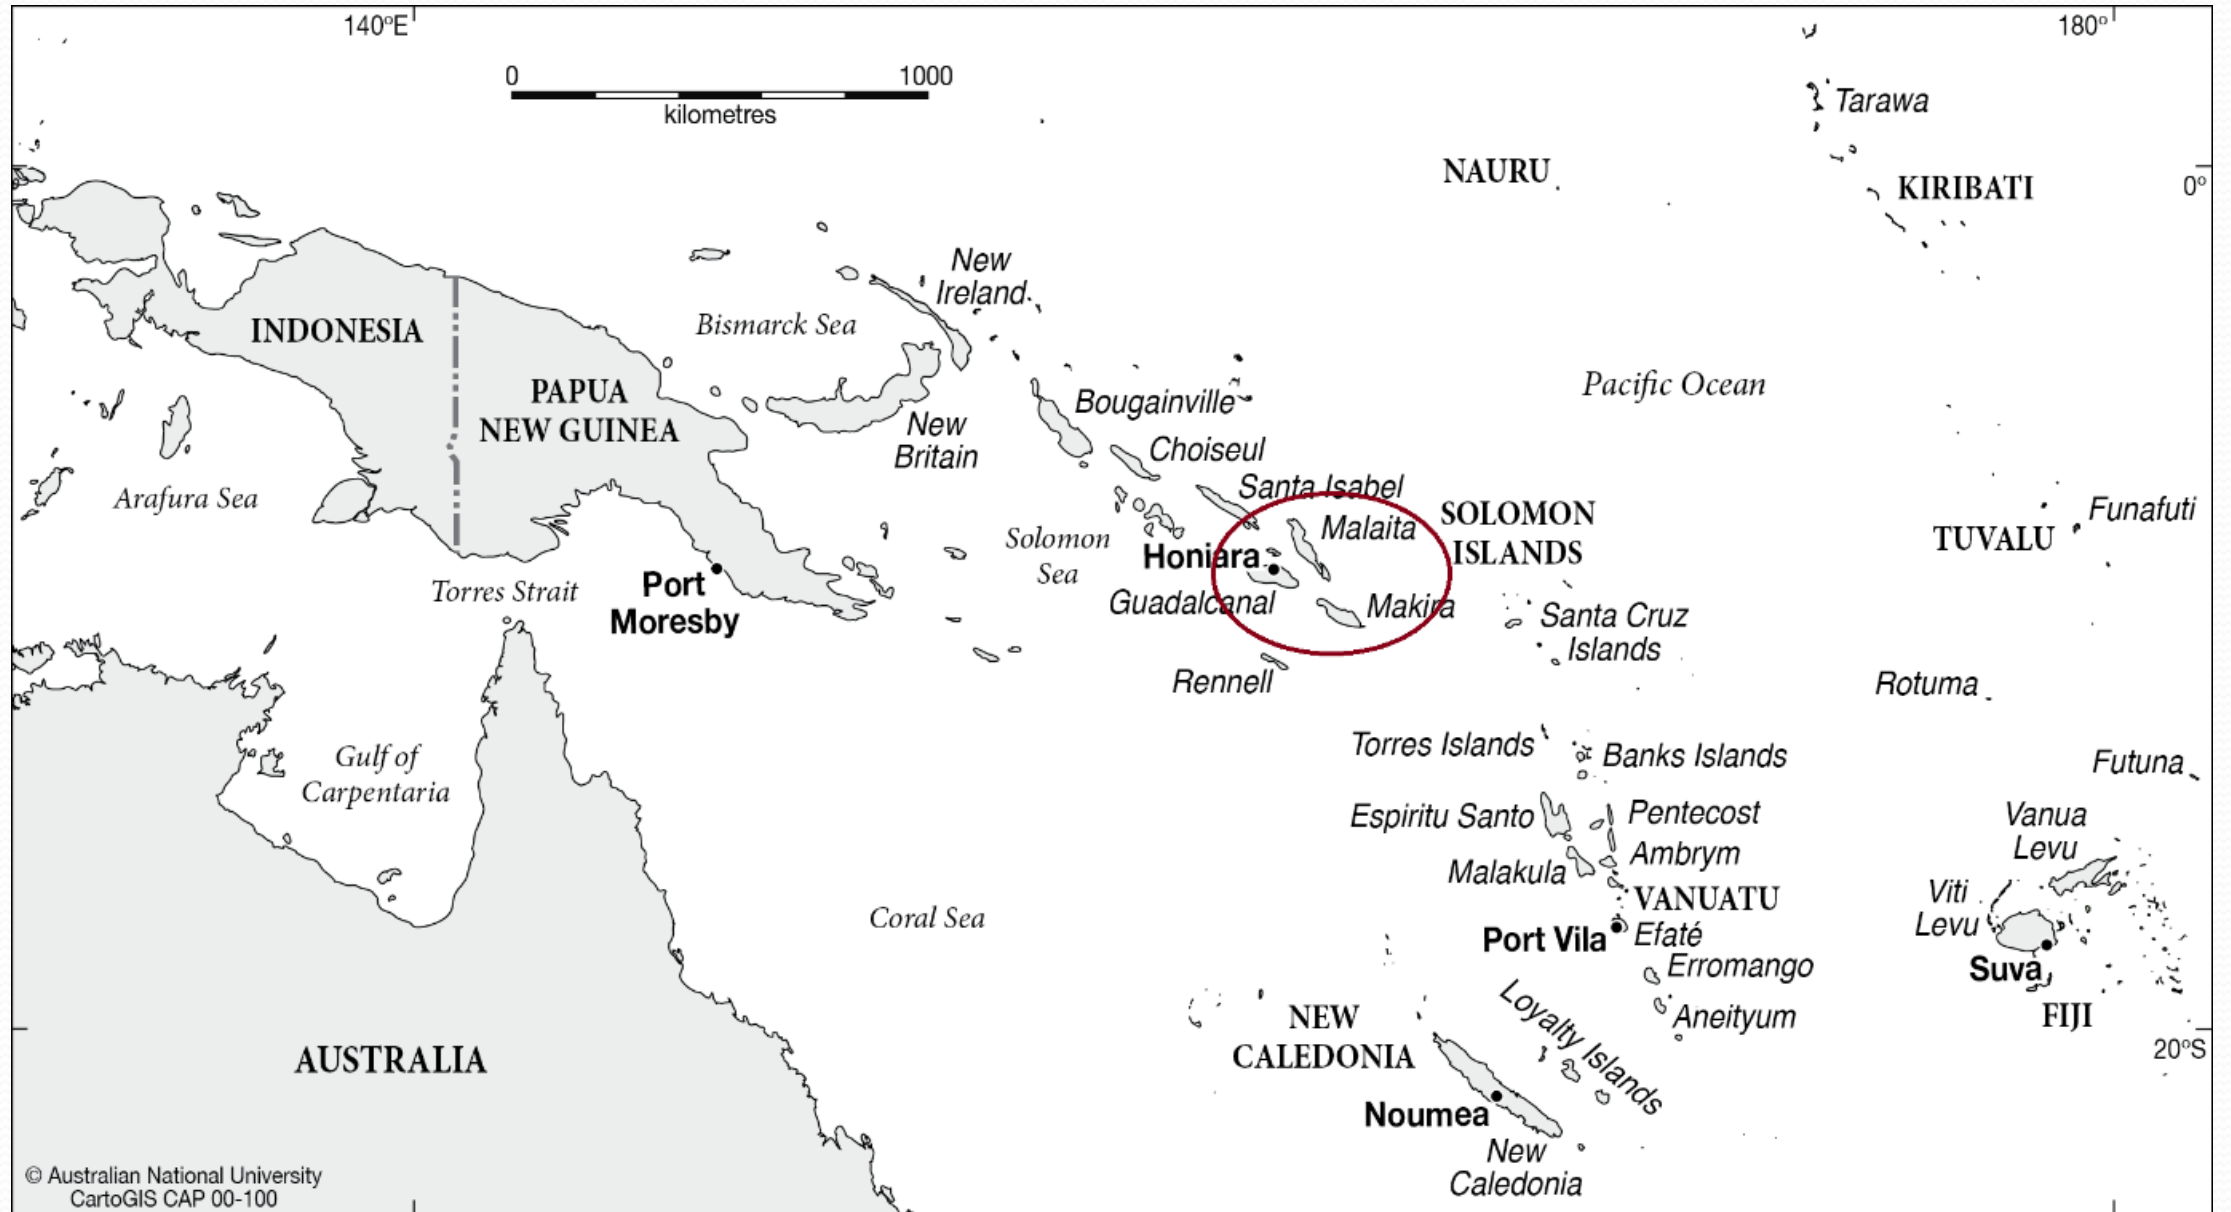 140ºE
180º
0
1000
kilometres
Tarawa
NAURU
KIRIBATI
0º
New
Ireland
Bismarck Sea
INDONESIA
PAPUA
NEW GUINEA
New
Britain
Bougainville
Pacific Ocean
Choiseul
Santa Isabel
Arafura Sea
Solomon
Sea
Malaita
SOLOMON
ISLANDS
Honiara
Guadalcanal
Makira
Funafuti
TUVALU
Torres Strait
Port
Moresby
Santa Cruz
Islands
Rennell
Rotuma
Gulf of
Carpentaria
Torres Islands
Banks Islands
Futuna
Espiritu Santo
Pentecost
Vanua
Levu
Malakula
Ambrym
VANUATU
Viti
Levu
Coral Sea
Port Vila
Efaté
Suva
Erromango
FIJI
NEW
CALEDONIA
Loyalty Islands
Aneityum
20ºS
AUSTRALIA
Noumea
New
Caledonia
© Australian National University
CartoGIS CAP 00-100